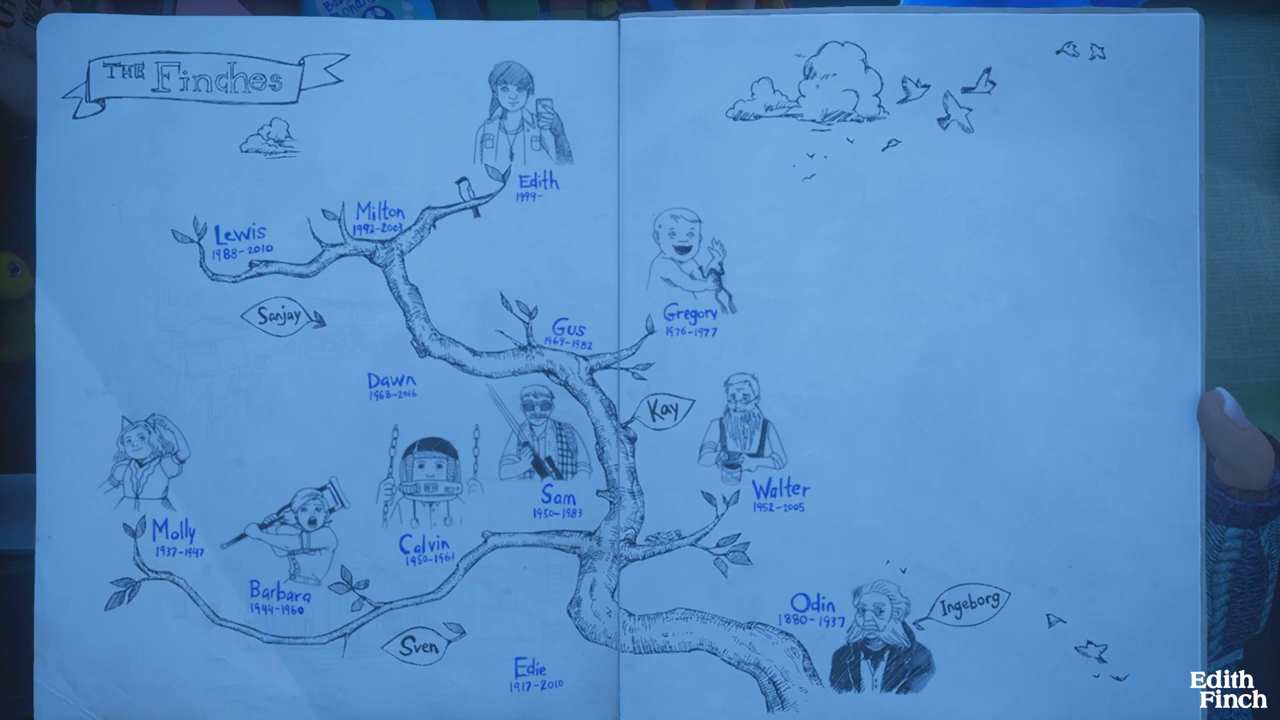 THE Finches
Edith
1999-
Milton
1992-2003
Lewis
1988-2010
Sanjay
Gregory
1976-1977
Gus
1969-1982
Dawn
1968-2016
Kay
Walter
1952-2005
Sam
1950-1983
Calvin
1950-1961
Molly
1937-1947
Barbara
1944-1960
Sven
Edie
1917-2010
Odin
1880-1937
Ingeborg
Edith
Finch